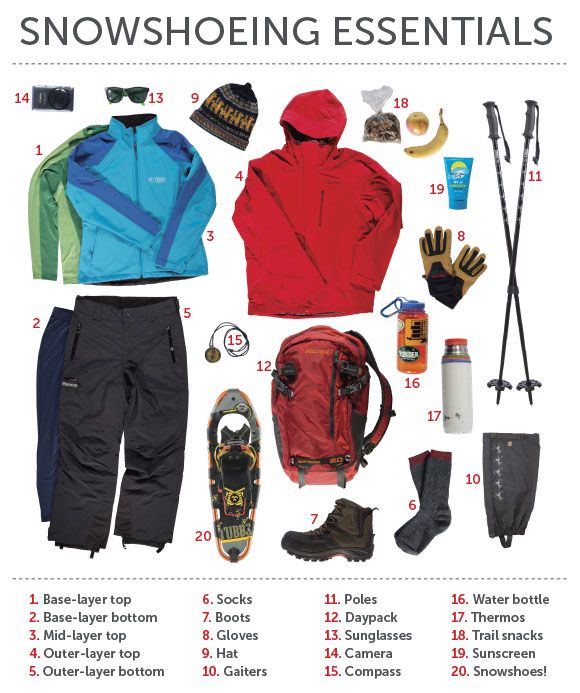 SNOWSHOEING ESSENTIALS
14
13
9
18
1
4
11
19
3
8
2
5
15
12
Marmot
16
17
20
TUBBS
7
6
10
20
1. Base-layer top
2. Base-layer bottom
3. Mid-layer top
4. Outer-layer top
5. Outer-layer bottom
6. Socks
7. Boots
8. Gloves
9. Hat
10. Gaiters
11. Poles
12. Daypack
13. Sunglasses
14. Camera
15. Compass
16. Water bottle
17. Thermos
18. Trail snacks
19. Sunscreen
20. Snowshoes!